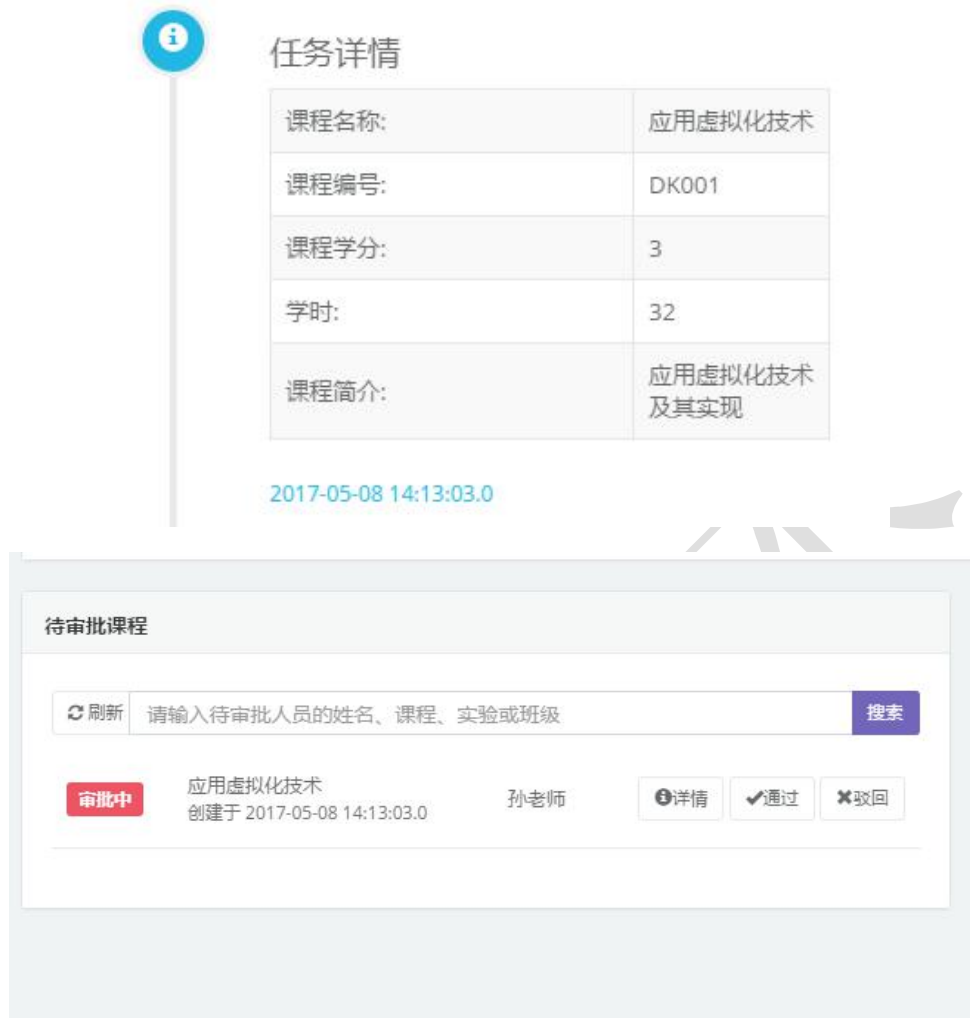 任务详情
课程名称: 应用虚拟化技术
课程编号: DK001
课程学分: 3
学时: 32
课程简介: 应用虚拟化技术
及其实现
2017-05-08 14:13:03.0
待审批课程
刷新 请输入待审批人员的姓名、课程、实验或班级 搜索
审批中 应用虚拟化技术 孙老师 详情 通过 驳回
创建于 2017-05-08 14:13:03.0